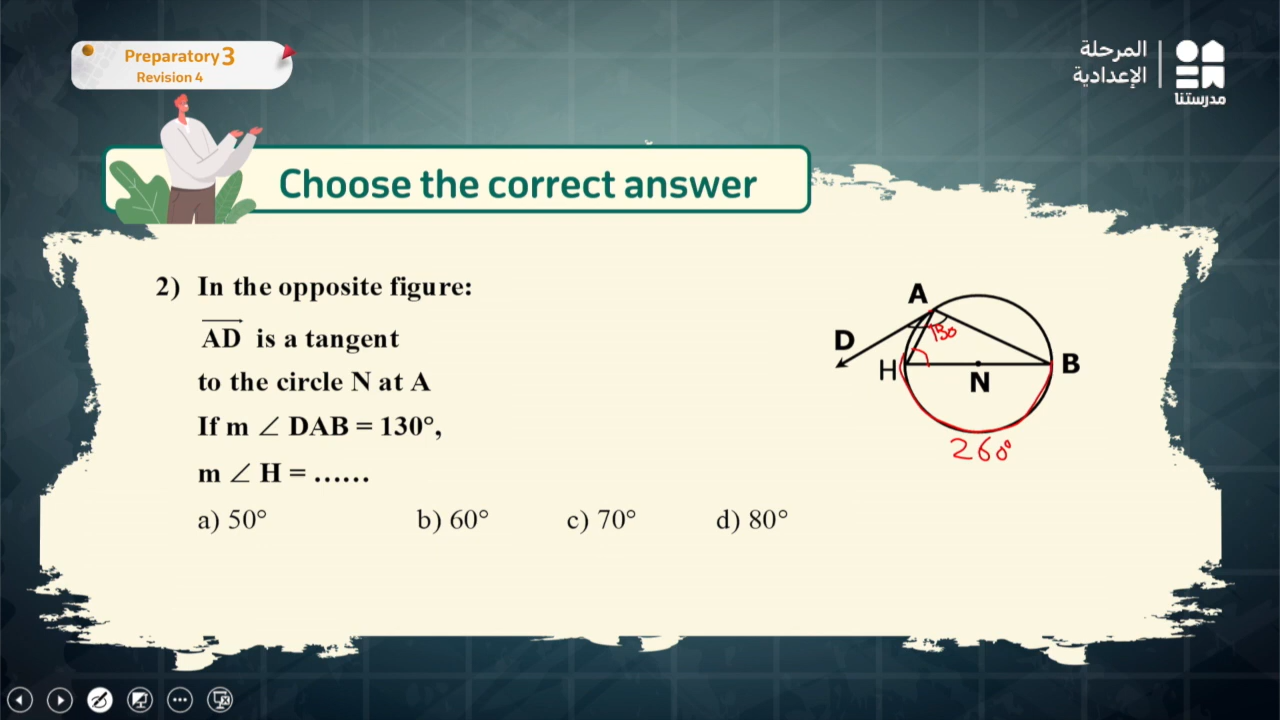 Preparatory 3
Revision 4
المرحلة
الإعدادية
مدرستنا
Choose the correct answer
2) In the opposite figure:
AD is a tangent
to the circle N at A
If m ∠ DAB = 130°,
m ∠ H = ......
a) 50° b) 60° c) 70° d) 80°
A
130
D
H
N
B
260°